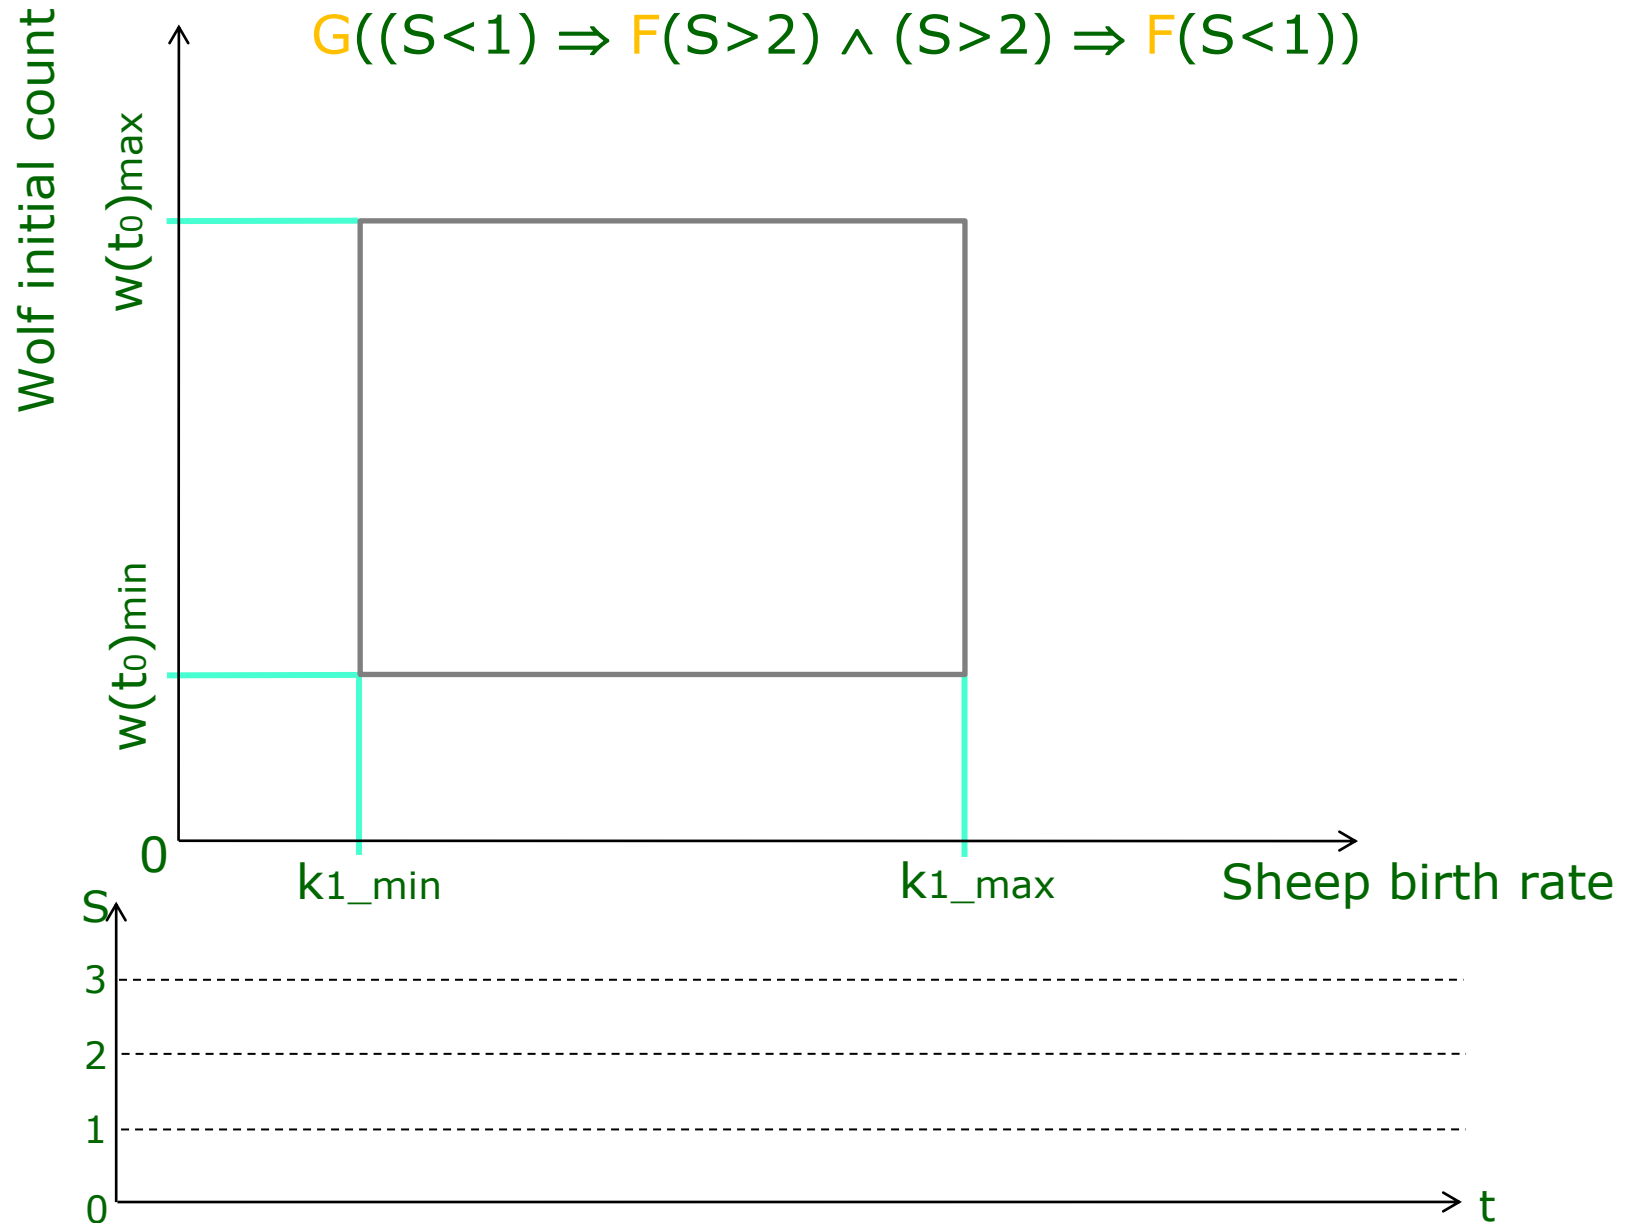 G((S<1) ⇒ F(S>2) ∧ (S>2) ⇒ F(S<1))
Wolf initial count
w(t0)max
w(t0)min
0
k1_min
k1_max
Sheep birth rate
S
3
2
1
0
t